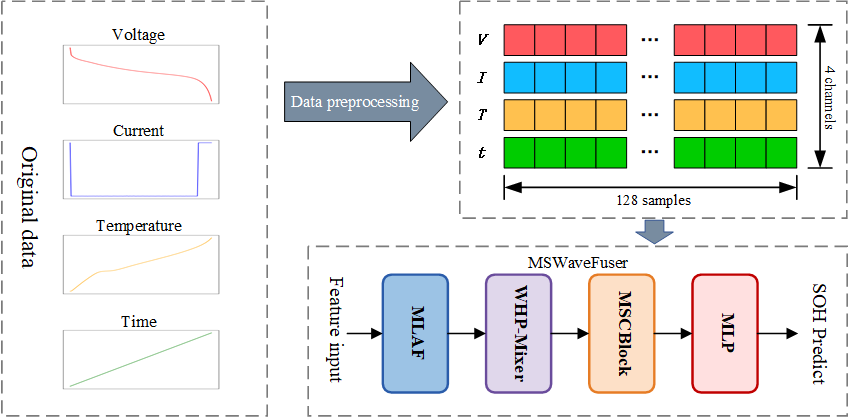 Original data
Voltage
Current
Temperature
Time
Data preprocessing
V
I
T
t
...
...
...
...
4 channels
128 samples
MSWaveFuser
Feature input
MLAF
WHP-Mixer
MSCBlock
MLP
SOH Predict